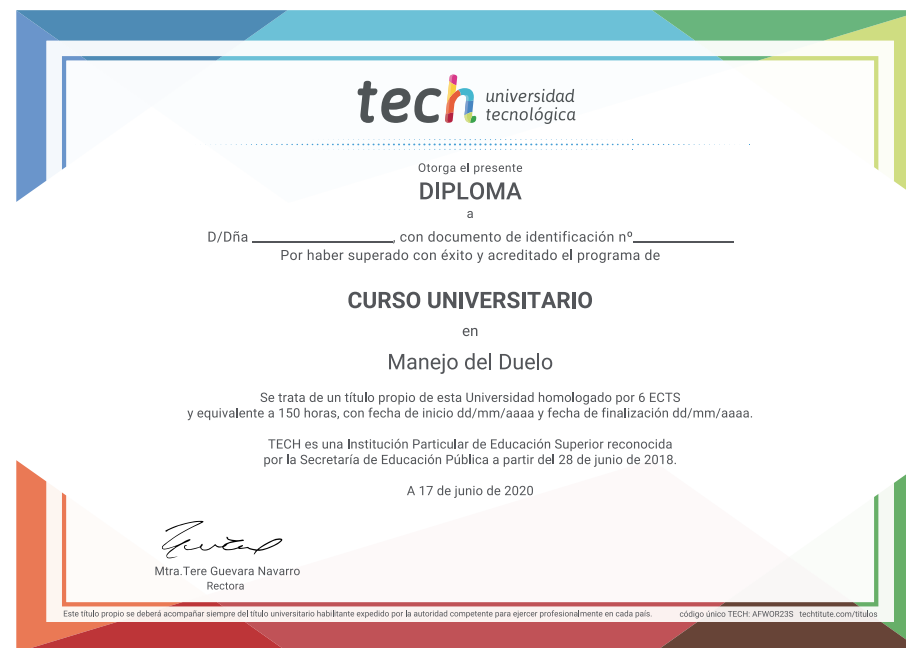 tech universidad
tecnológica
Otorga el presente
DIPLOMA
a
D/Dña ____________________, con documento de identificación nº______________
Por haber superado con éxito y acreditado el programa de
CURSO UNIVERSITARIO
en
Manejo del Duelo
Se trata de un título propio de esta Universidad homologado por 6 ECTS
y equivalente a 150 horas, con fecha de inicio dd/mm/aaaa y fecha de finalización dd/mm/aaaa.
TECH es una Institución Particular de Educación Superior reconocida
por la Secretaría de Educación Pública a partir del 28 de junio de 2018.
A 17 de junio de 2020
Mtra.Tere Guevara Navarro
Rectora
Este título propio se deberá acompañar siempre del título universitario habilitante expedido por la autoridad competente para ejercer profesionalmente en cada país. código único TECH: AFWOR23S techtitute.com/titulos